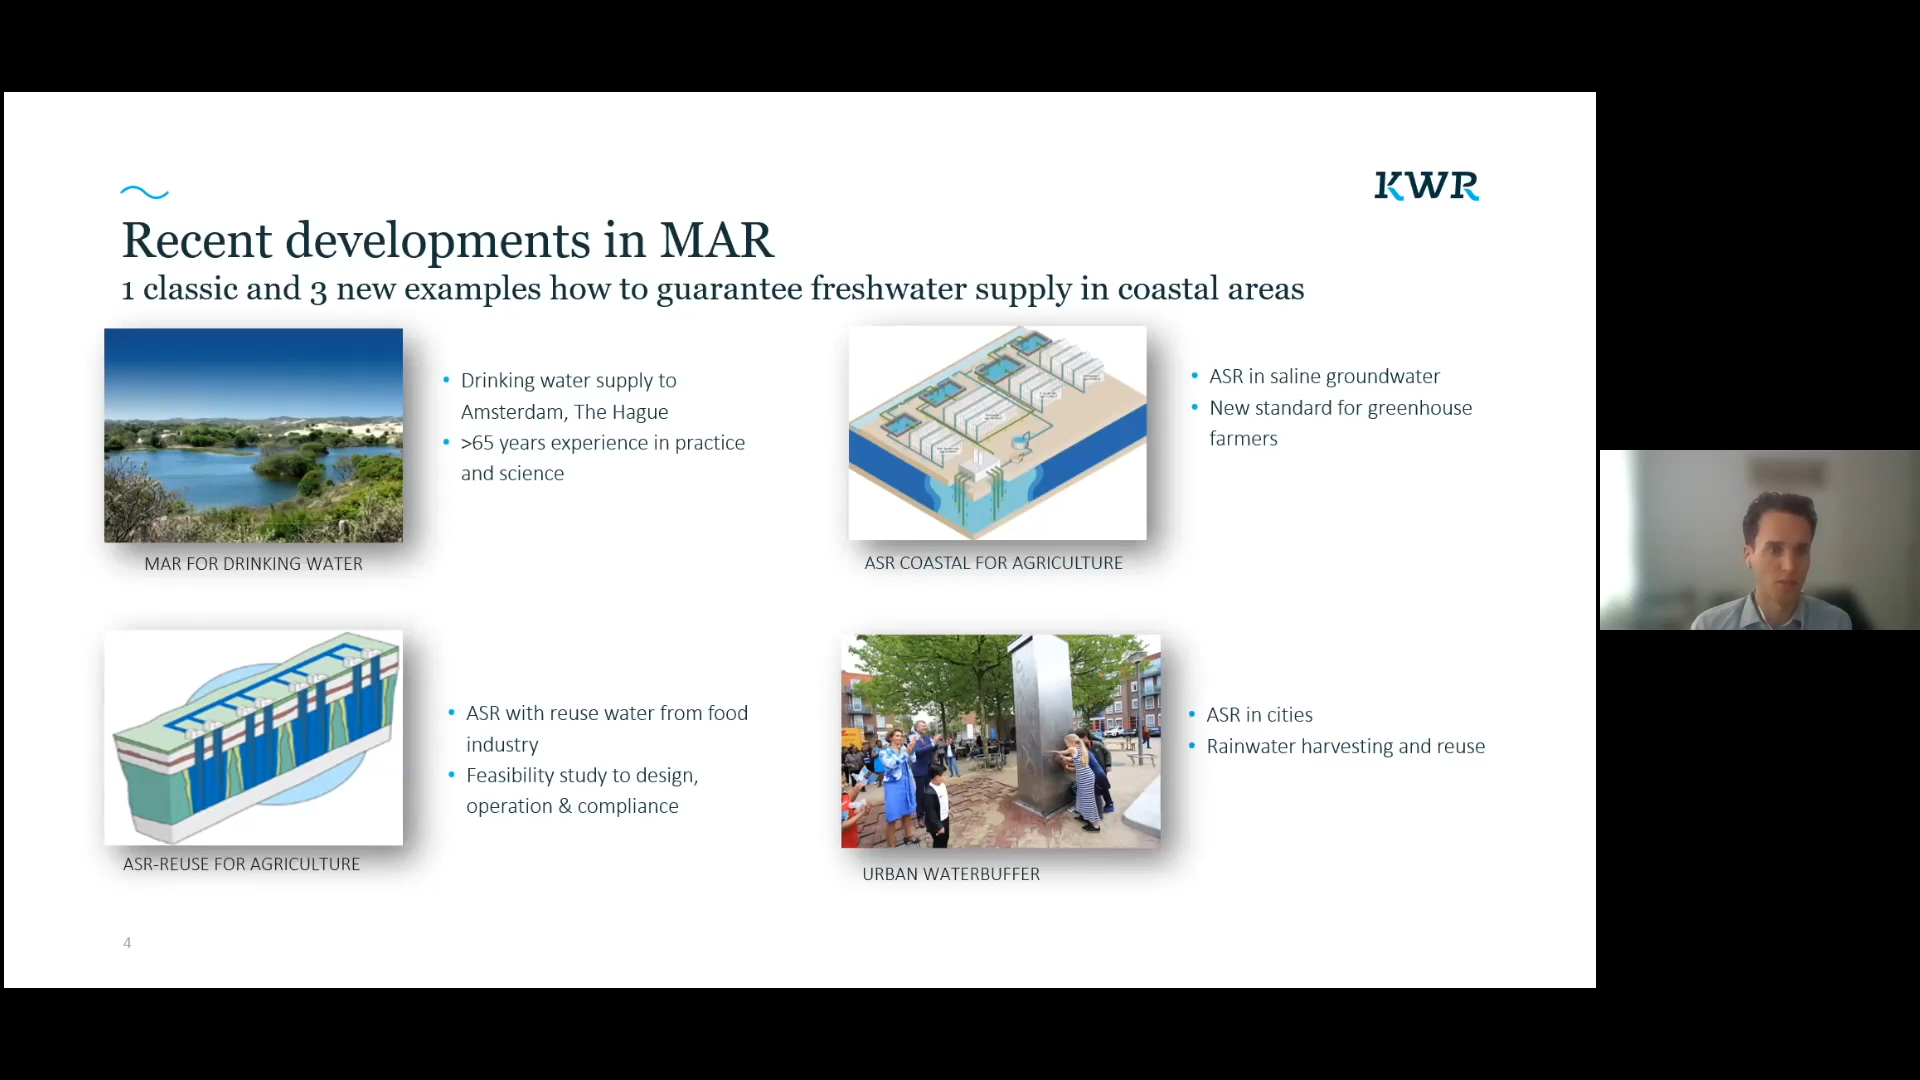 KWR
Recent developments in MAR
1 classic and 3 new examples how to guarantee freshwater supply in coastal areas
• Drinking water supply to
Amsterdam, The Hague
• >65 years experience in practice
and science
MAR FOR DRINKING WATER
• ASR in saline groundwater
• New standard for greenhouse
farmers
ASR COASTAL FOR AGRICULTURE
• ASR with reuse water from food
industry
• Feasibility study to design,
operation & compliance
ASR-REUSE FOR AGRICULTURE
• ASR in cities
• Rainwater harvesting and reuse
URBAN WATERBUFFER
4